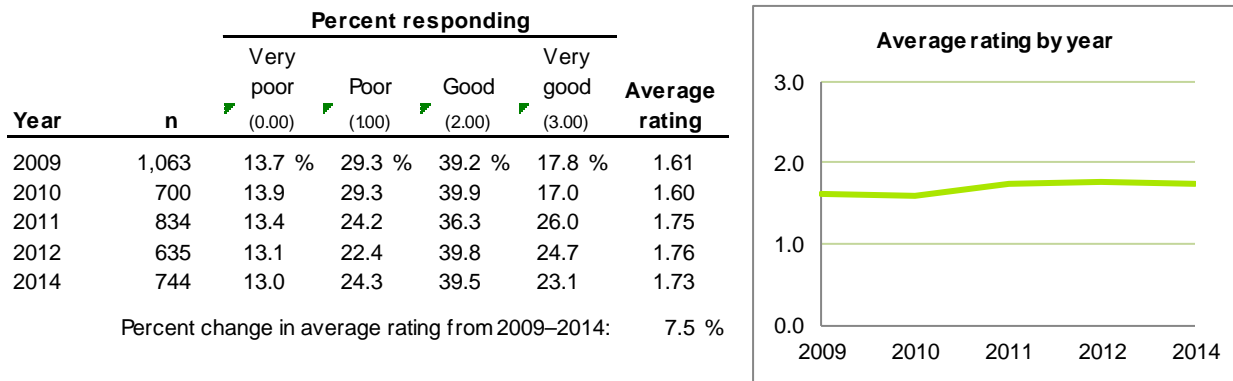 Percent responding
Very poor Poor Good Very good Average rating
Year n (0.00) (1.00) (2.00) (3.00)
2009 1,063 13.7 % 29.3 % 39.2 % 17.8 % 1.61
2010 700 13.9 29.3 39.9 17.0 1.60
2011 834 13.4 24.2 36.3 26.0 1.75
2012 635 13.1 22.4 39.8 24.7 1.76
2014 744 13.0 24.3 39.5 23.1 1.73
Percent change in average rating from 2009–2014: 7.5 %
Average rating by year
3.0
2.0
1.0
0.0
2009 2010 2011 2012 2014